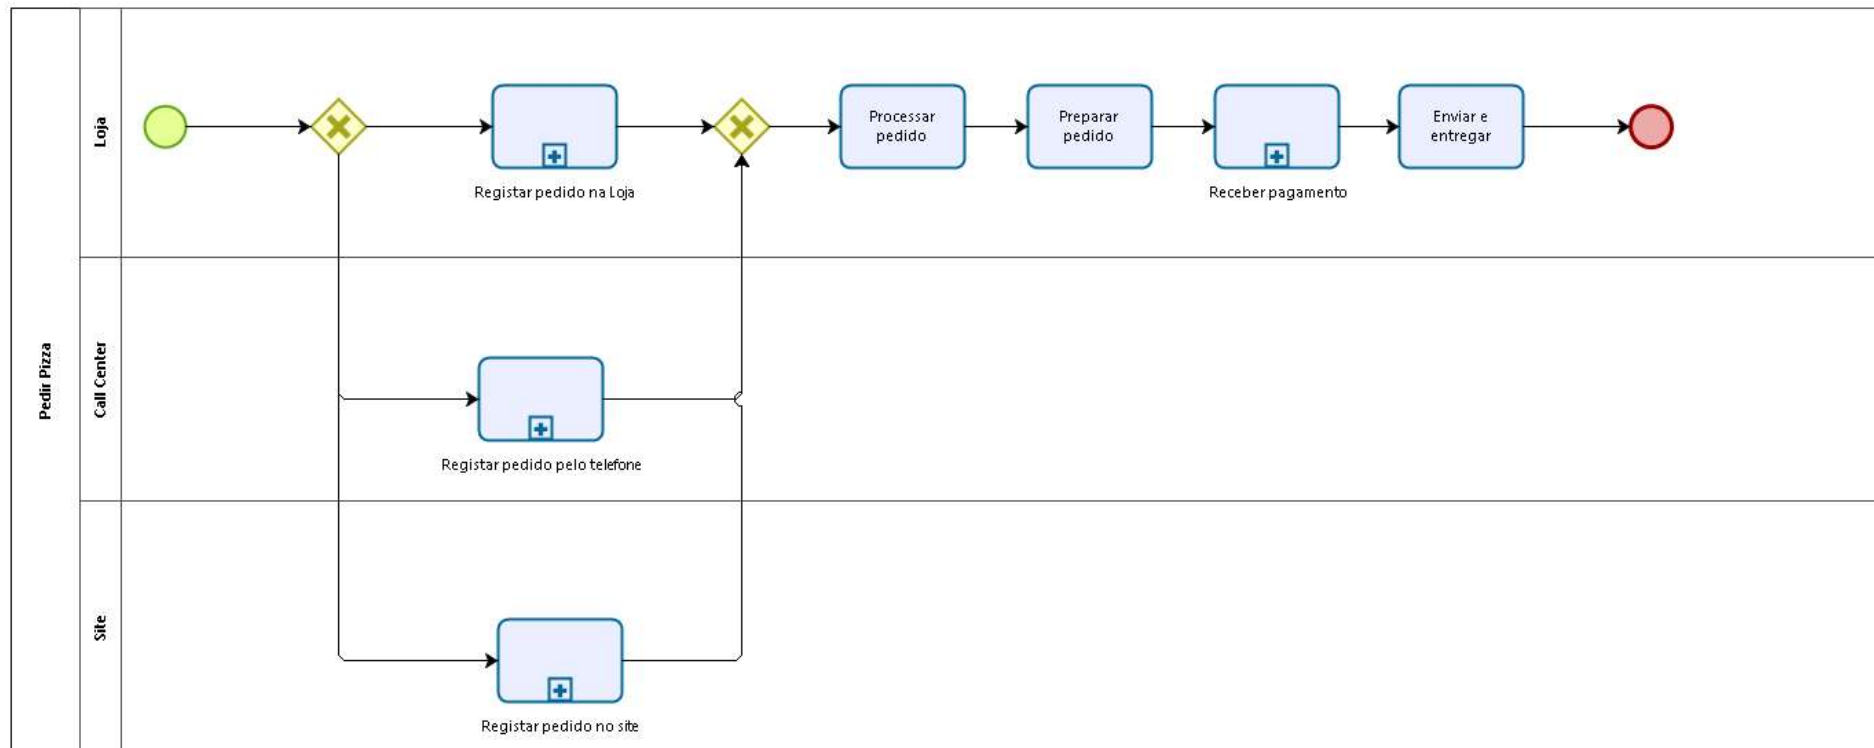 Pedir Pizza
Loja
Processar
pedido
Preparar
pedido
Enviar e
entregar
Registar pedido na Loja
Receber pagamento
Call Center
Registar pedido pelo telefone
Site
Registar pedido no site